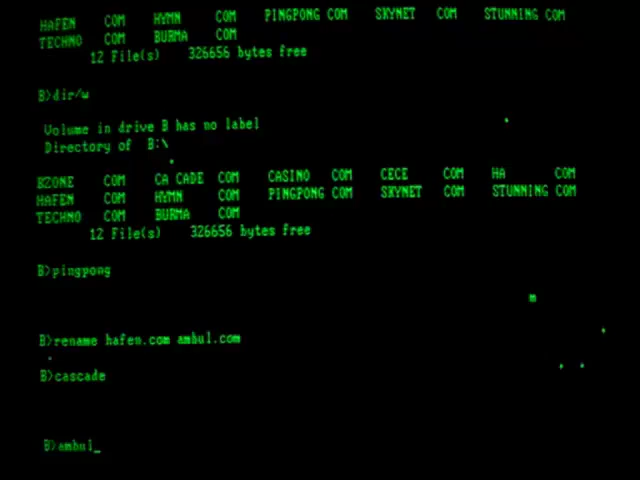 HAFEN COM HYMN COM PINGPONG COM SKYNET COM STUNNING COM
TECHNO COM BURMA COM
12 File(s) 326656 bytes free
B>dir/w
Volume in drive B has no label
Directory of B:\
BZONE COM CA CADE COM CASINO COM CECE COM HA COM
HAFEN COM HYMN COM PINGPONG COM SKYNET COM STUNNING COM
TECHNO COM BURMA COM
12 File(s) 326656 bytes free
B>pingpong
m
B>rename hafen.com ambul.com
B>cascade
B>ambul_